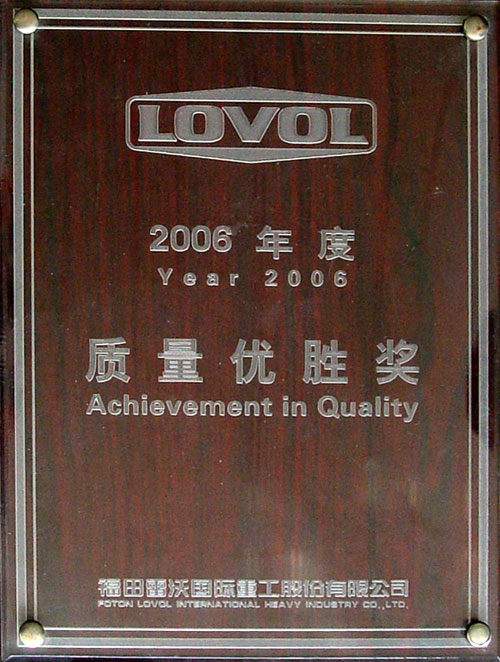 LOVOL
2006 年 度
Year 2006
质量优胜奖
Achievement in Quality
福田雷沃国际重工股份有限公司
FOTON LOVOL INTERNATIONAL HEAVY INDUSTRY CO.,LTD.